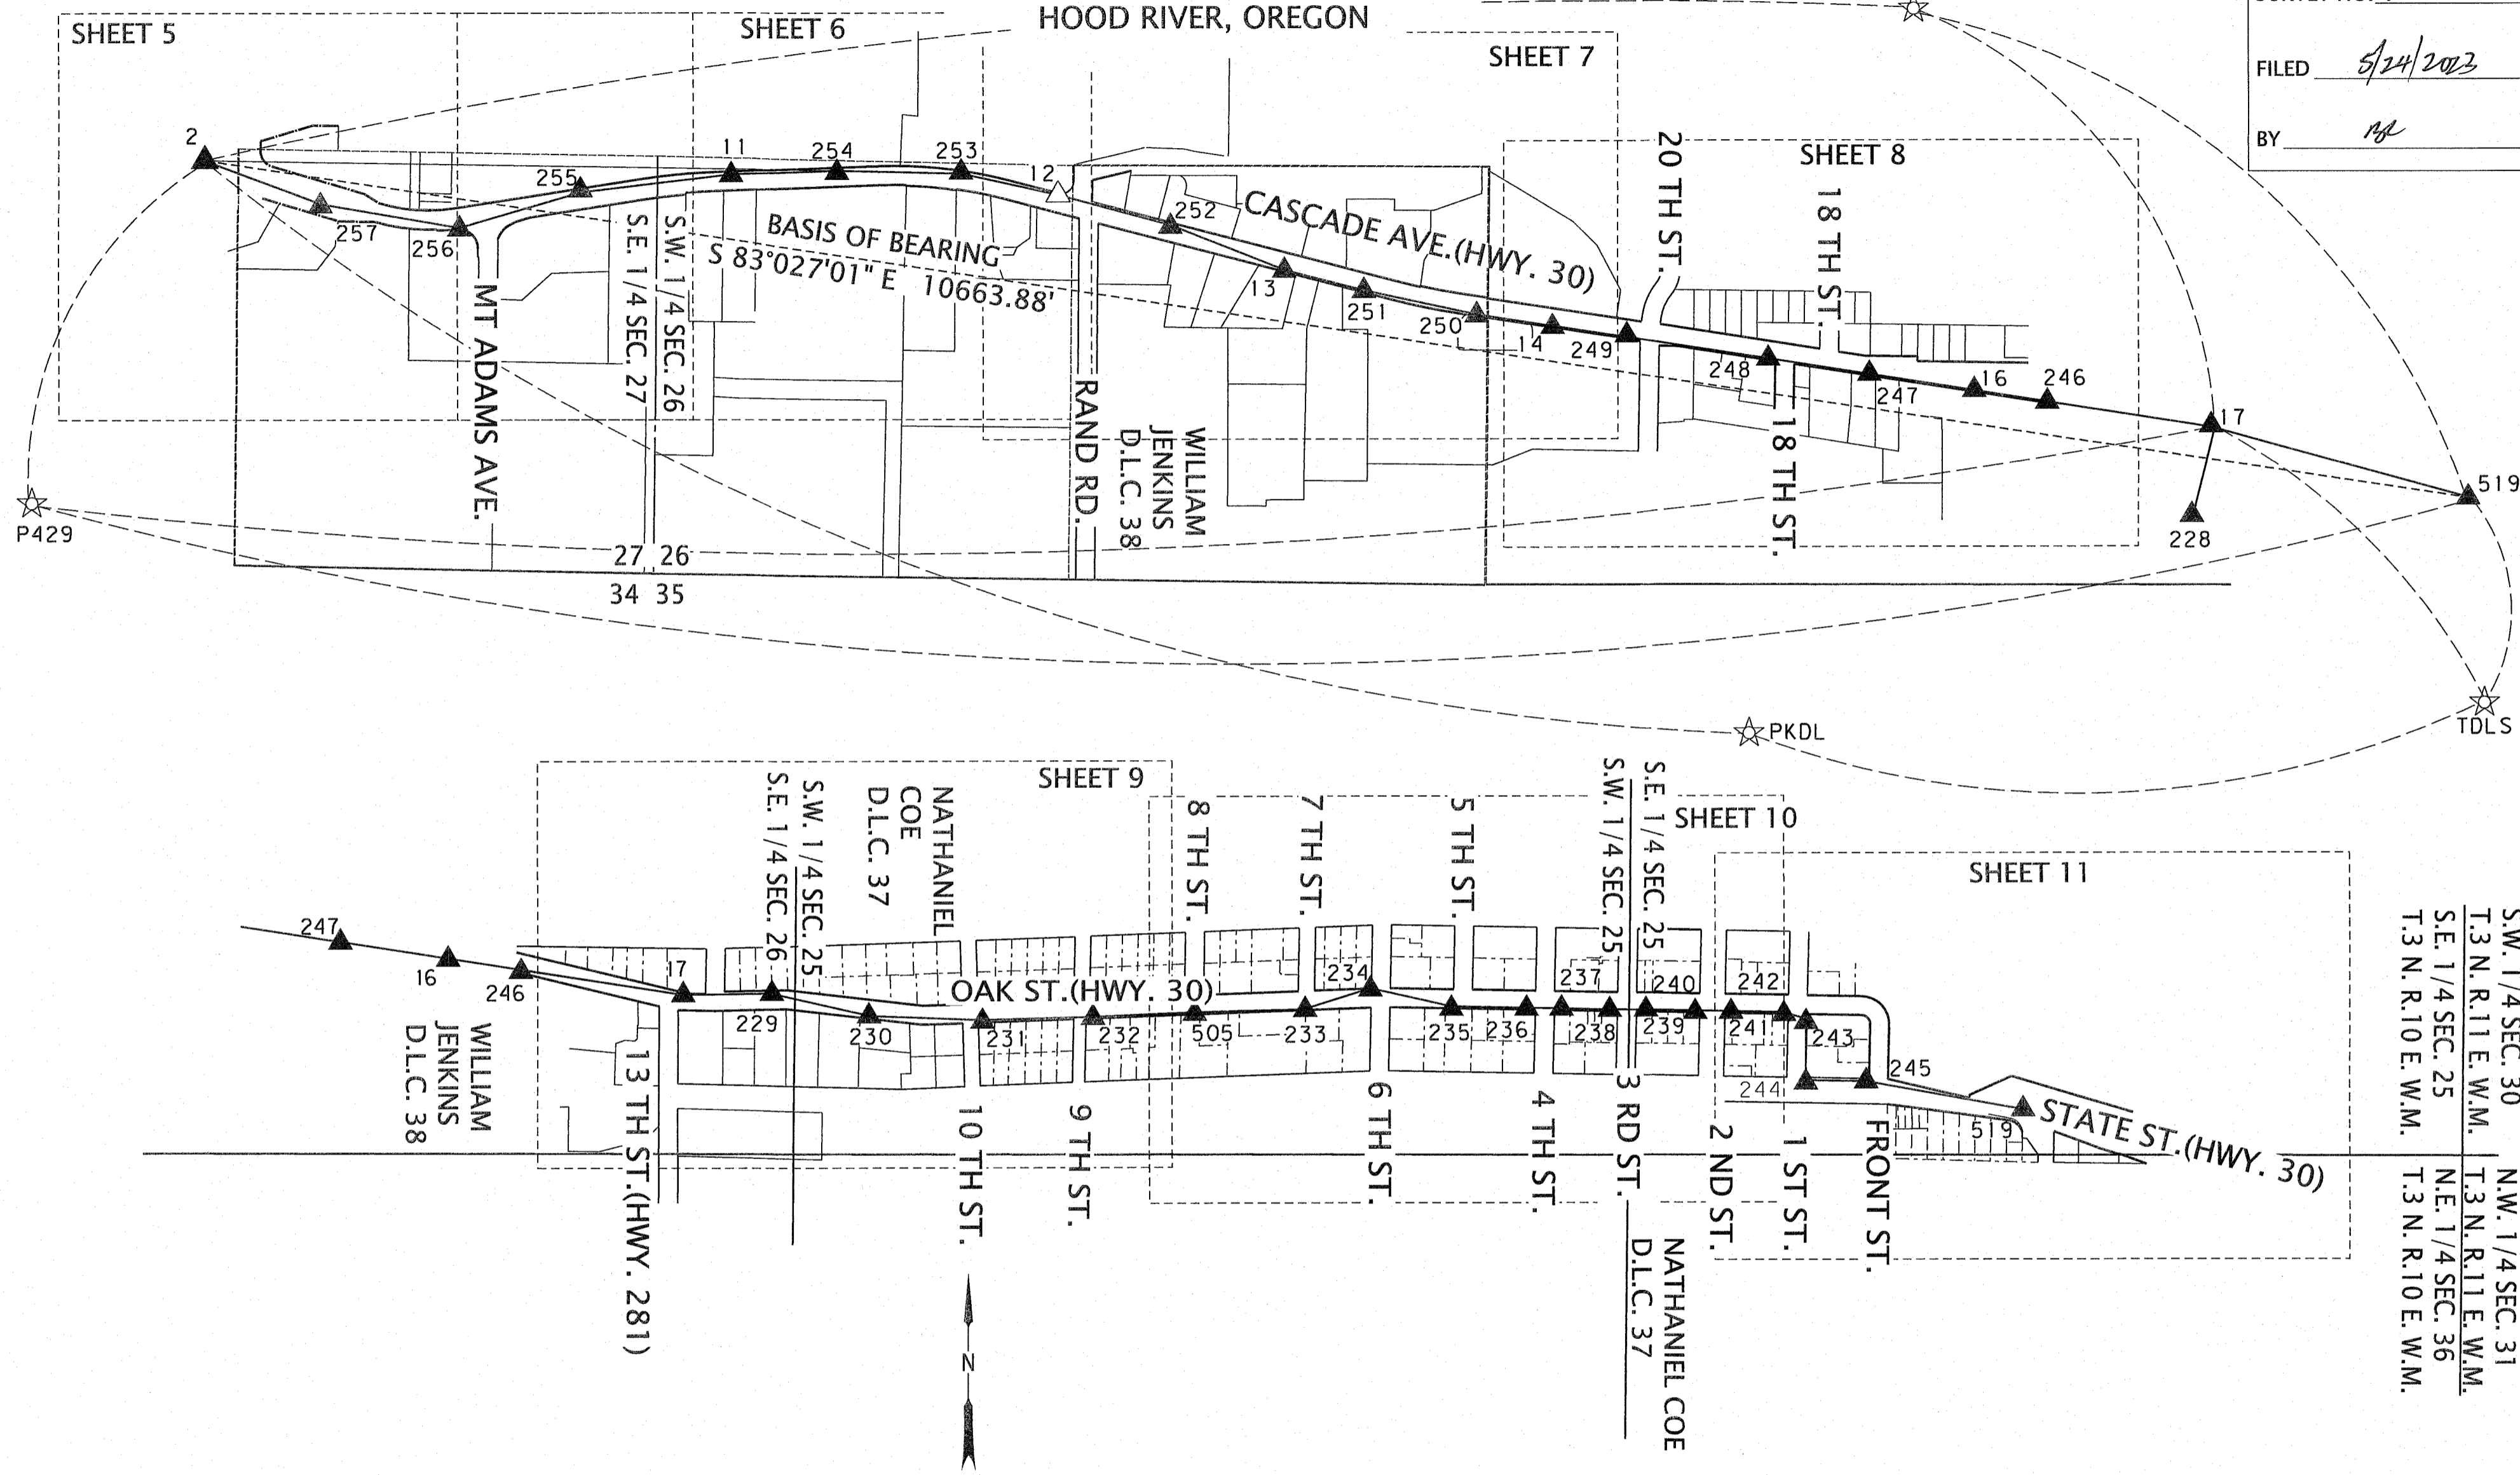 HOOD RIVER, OREGON
SHEET 5
SHEET 6
SHEET 7
SHEET 8
FILED 5/24/2023
BY
2
257
256
255
11
254
253
12
252
13
251
250
14
249
248
247
16
246
17
519
228
P429
PKDL
TDLS
BASIS OF BEARING
S 83°027'01" E 10663.88'
CASCADE AVE.(HWY. 30)
20 TH ST.
18 TH ST.
18 TH ST.
MT ADAMS AVE.
S.E. 1/4 SEC. 27
S.W. 1/4 SEC. 26
RAND RD.
WILLIAM
JENKINS
D.L.C. 38
27 26
34 35
SHEET 9
SHEET 10
SHEET 11
S.E. 1/4 SEC. 26
S.W. 1/4 SEC. 25
NATHANIEL
COE
D.L.C. 37
8 TH ST.
7 TH ST.
5 TH ST.
S.W. 1/4 SEC. 25
S.E. 1/4 SEC. 25
247
16
246
17
229
230
231
232
505
233
234
235
236
237
238
239
240
241
242
243
244
245
519
OAK ST.(HWY. 30)
STATE ST.(HWY. 30)
WILLIAM
JENKINS
D.L.C. 38
13 TH ST.(HWY. 281)
10 TH ST.
9 TH ST.
6 TH ST.
4 TH ST.
3 RD ST.
2 ND ST.
1 ST ST.
FRONT ST.
NATHANIEL COE
D.L.C. 37
N
S.W. 1/4 SEC. 30
T.3 N. R.11 E. W.M.
S.E. 1/4 SEC. 25
T.3 N. R.10 E. W.M.
N.W. 1/4 SEC. 31
T.3 N. R.11 E. W.M.
N.E. 1/4 SEC. 36
T.3 N. R.10 E. W.M.